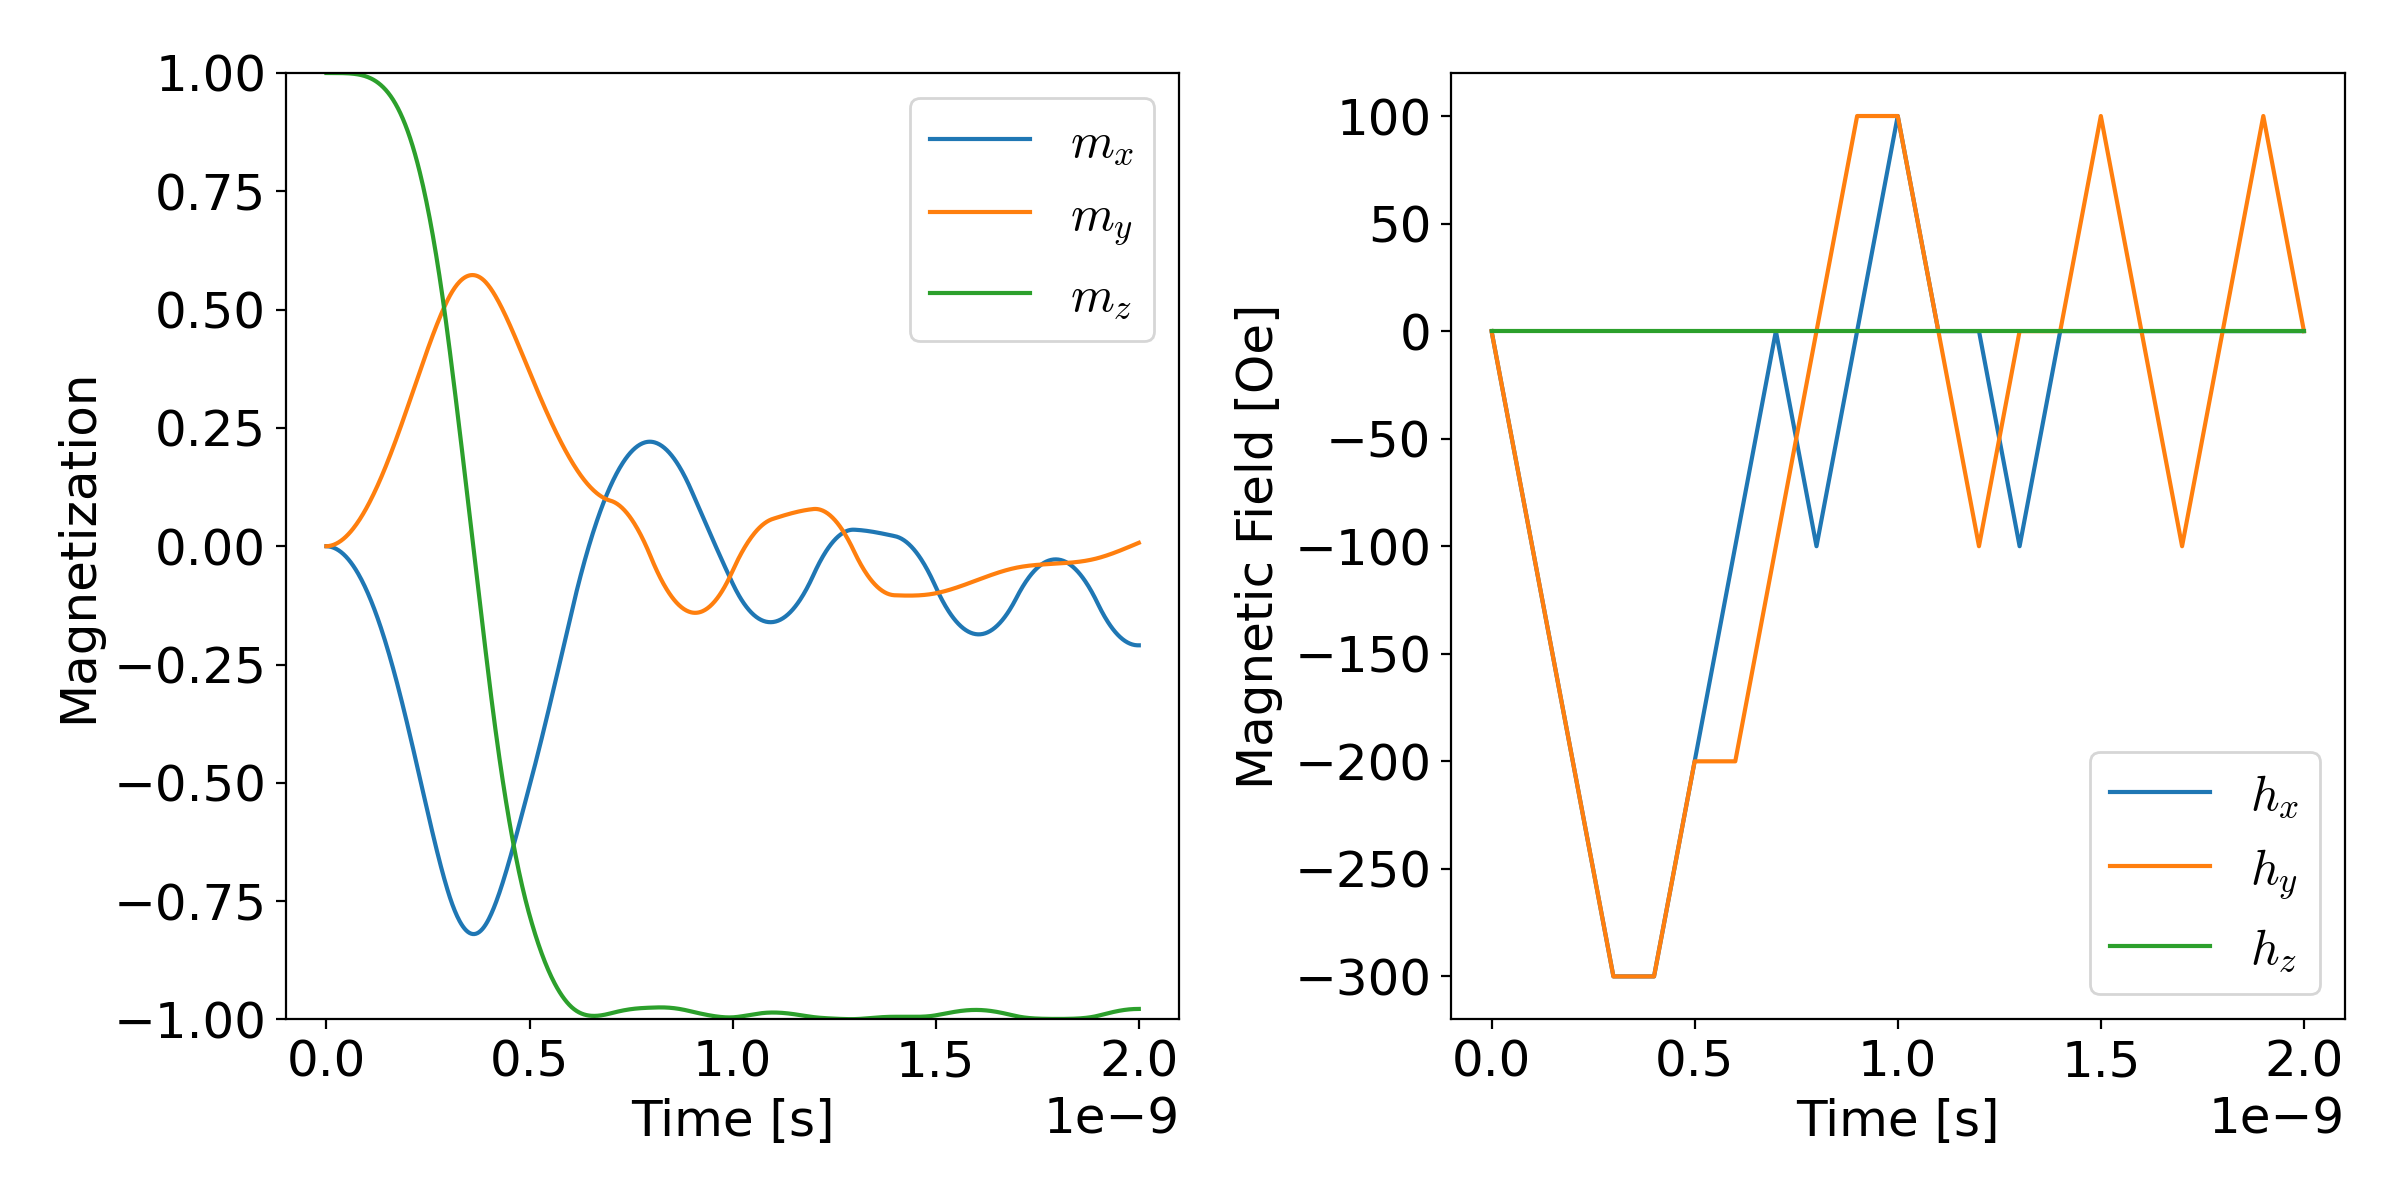 Magnetization
1.00
0.75
0.50
0.25
0.00
−0.25
−0.50
−0.75
−1.00
0.0 0.5 1.0 1.5 2.0
Time [s]
1e−9
m_x
m_y
m_z
Magnetic Field [Oe]
100
50
0
−50
−100
−150
−200
−250
−300
0.0 0.5 1.0 1.5 2.0
Time [s]
1e−9
h_x
h_y
h_z